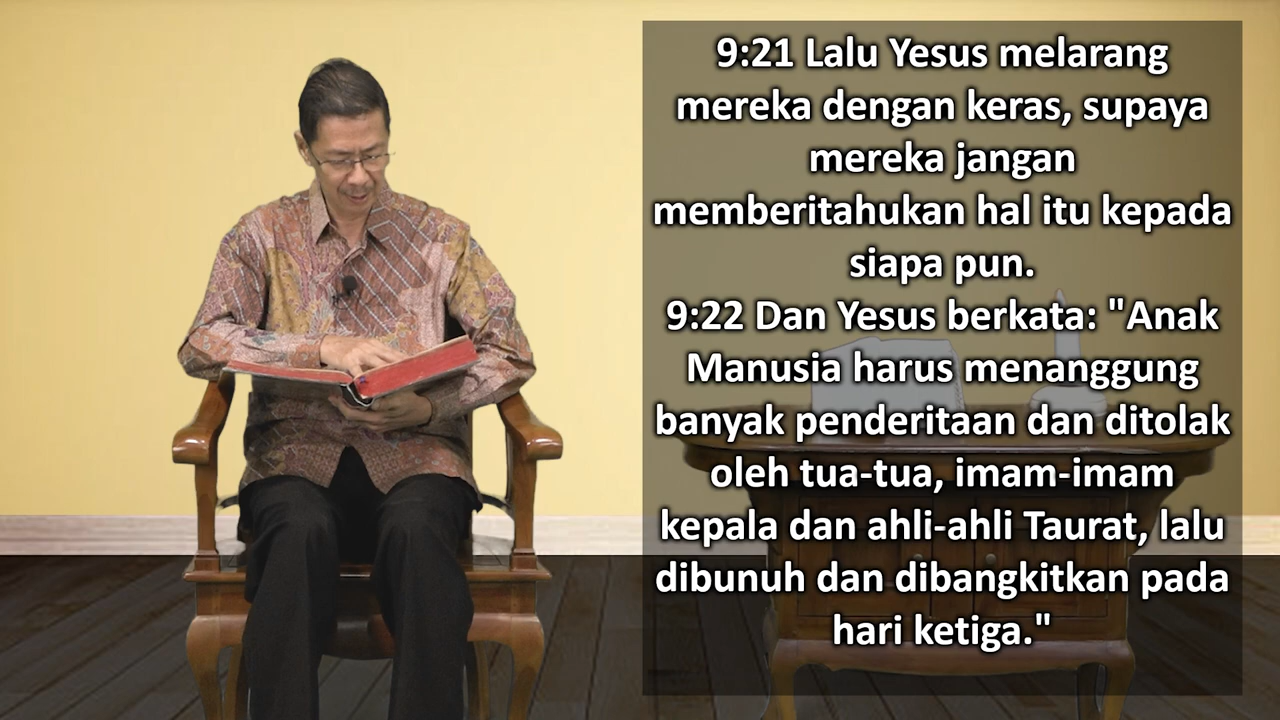 9:21 Lalu Yesus melarang
mereka dengan keras, supaya
mereka jangan
memberitahukan hal itu kepada
siapa pun.
9:22 Dan Yesus berkata: "Anak
Manusia harus menanggung
banyak penderitaan dan ditolak
oleh tua-tua, imam-imam
kepala dan ahli-ahli Taurat, lalu
dibunuh dan dibangkitkan pada
hari ketiga."